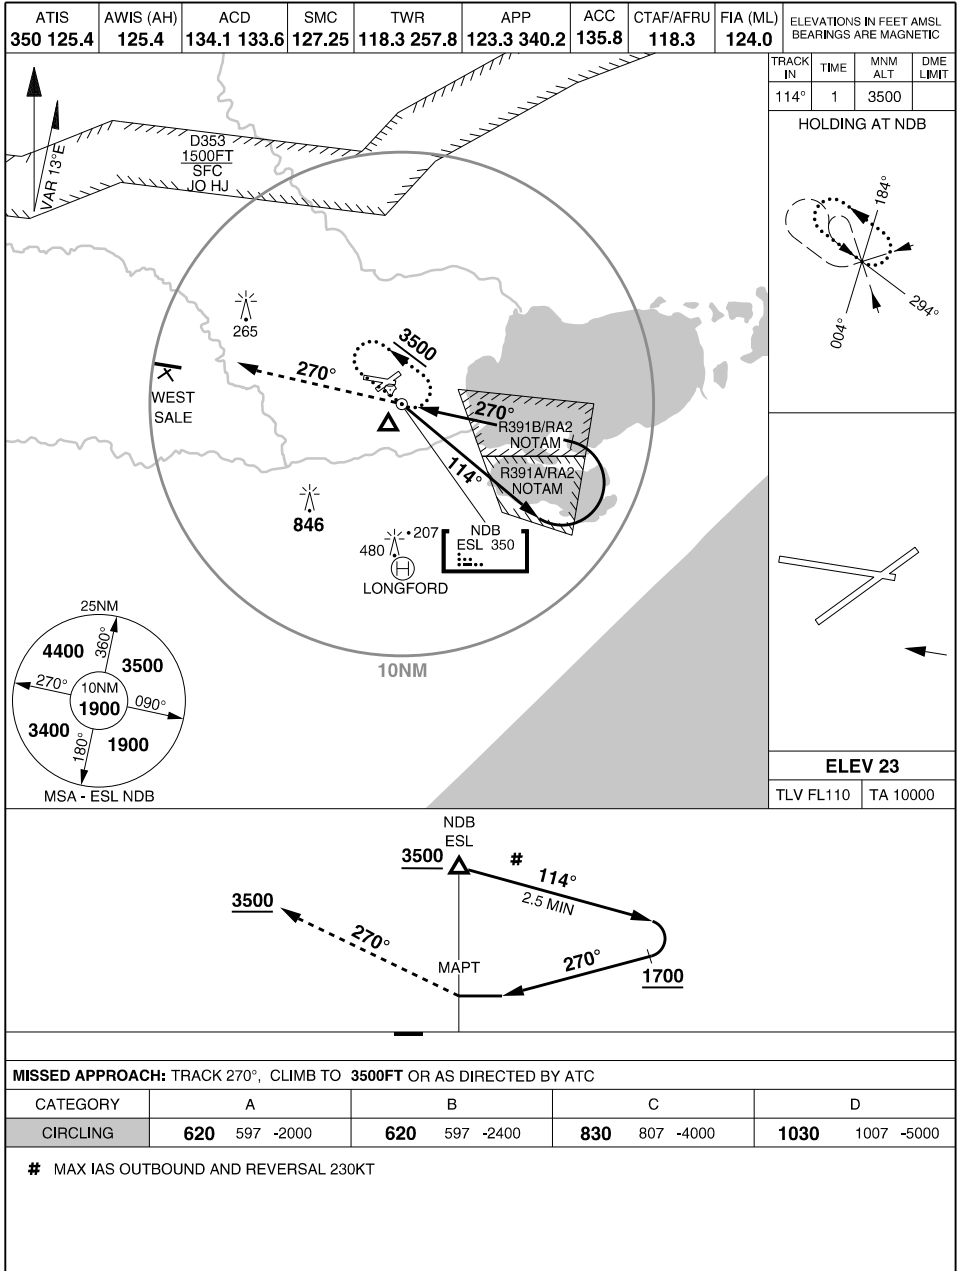 ATIS
350 125.4
AWIS (AH)
125.4
ACD
134.1 133.6
SMC
127.25
TWR
118.3 257.8
APP
123.3 340.2
ACC
135.8
CTAF/AFRU
118.3
FIA (ML)
124.0
ELEVATIONS IN FEET AMSL
BEARINGS ARE MAGNETIC
TRACK IN
TIME
MNM ALT
DME LIMIT
114°
1
3500
HOLDING AT NDB
184°
294°
004°
VAR 13°E
D353
1500FT
SFC
JO HJ
265
3500
270°
WEST
SALE
270°
R391B/RA2
NOTAM
114°
R391A/RA2
NOTAM
846
207
480
NDB
ESL 350
H
LONGFORD
10NM
25NM
4400
360°
3500
270°
10NM
1900
090°
3400
180°
1900
MSA - ESL NDB
ELEV 23
TLV FL110
TA 10000
NDB
ESL
3500
#
114°
2.5 MIN
3500
270°
MAPT
270°
1700
MISSED APPROACH: TRACK 270°, CLIMB TO 3500FT OR AS DIRECTED BY ATC
CATEGORY A B C D
CIRCLING 620 597 -2000 620 597 -2400 830 807 -4000 1030 1007 -5000
# MAX IAS OUTBOUND AND REVERSAL 230KT